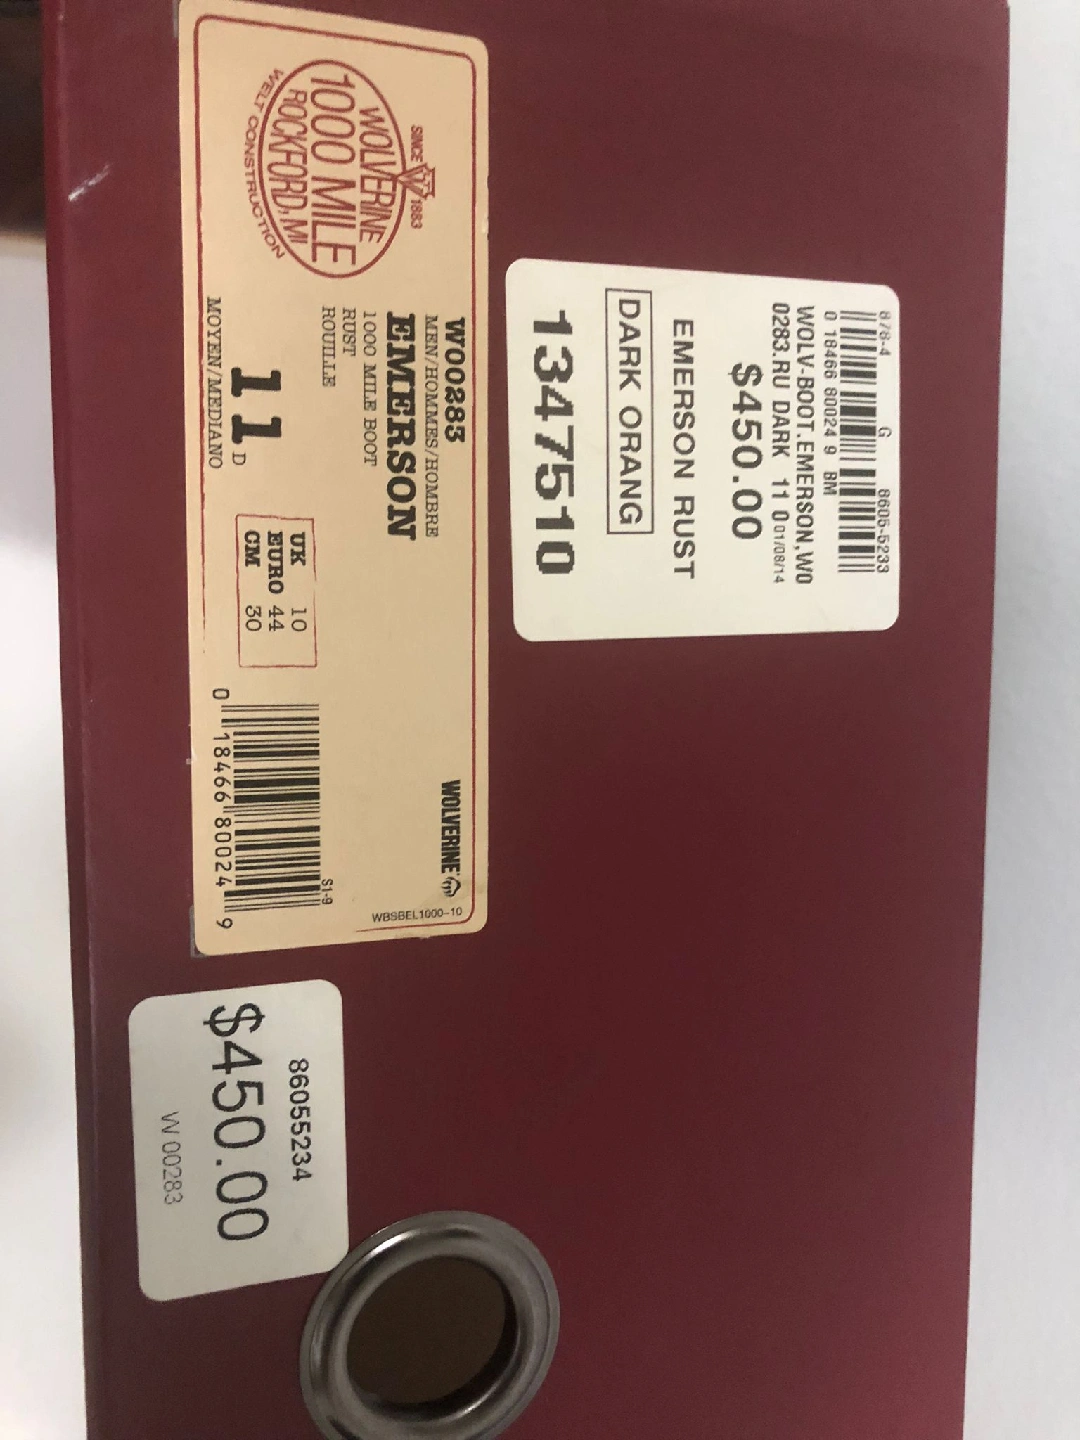 878-4 G 8605-5233
0 18466 80024 9 BM
WOLV-BOOT.EMERSON,W0
0283.RU DARK 11 0 01/08/14
$450.00
EMERSON RUST
DARK ORANG
1347510
SINCE 1883
WOLVERINE
1000 MILE
ROCKFORD, MI
WELT CONSTRUCTION
W00283
MEN/HOMMES/HOMBRE
EMERSON
1000 MILE BOOT
RUST
ROUILLE
11 D
MOYEN/MEDIANO
UK 10
EURO 44
CM 30
WOLVERINE
WBSBEL1000-10
S1-9
0 18466 80024 9
86055234
$450.00
W00283